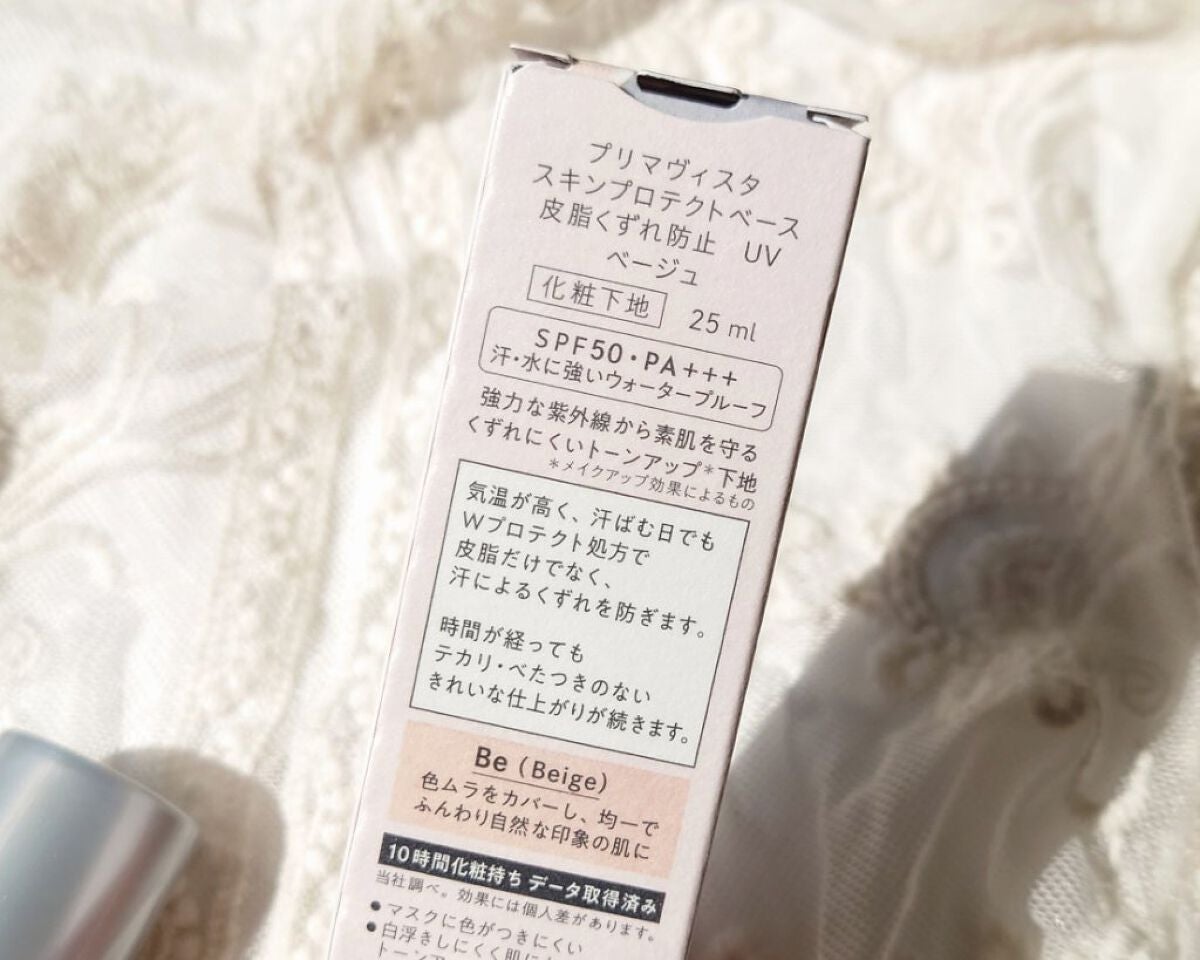 プリマヴィスタ
スキンプロテクトベース
皮脂くずれ防止 UV
ベージュ
化粧下地 25 ml
SPF50・PA+++
汗・水に強いウォータープルーフ
強力な紫外線から素肌を守る
くずれにくいトーンアップ*下地
*メイクアップ効果によるもの
気温が高く、汗ばむ日でも
Wプロテクト処方で
皮脂だけでなく、
汗によるくずれを防ぎます。
時間が経っても
テカリ・べたつきのない
きれいな仕上がりが続きます。
Be (Beige)
色ムラをカバーし、均一で
ふんわり自然な印象の肌に
10時間化粧持ち データ取得済み
当社調べ。効果には個人差があります。
●マスクに色がつきにくい
●白浮きしにくく肌に